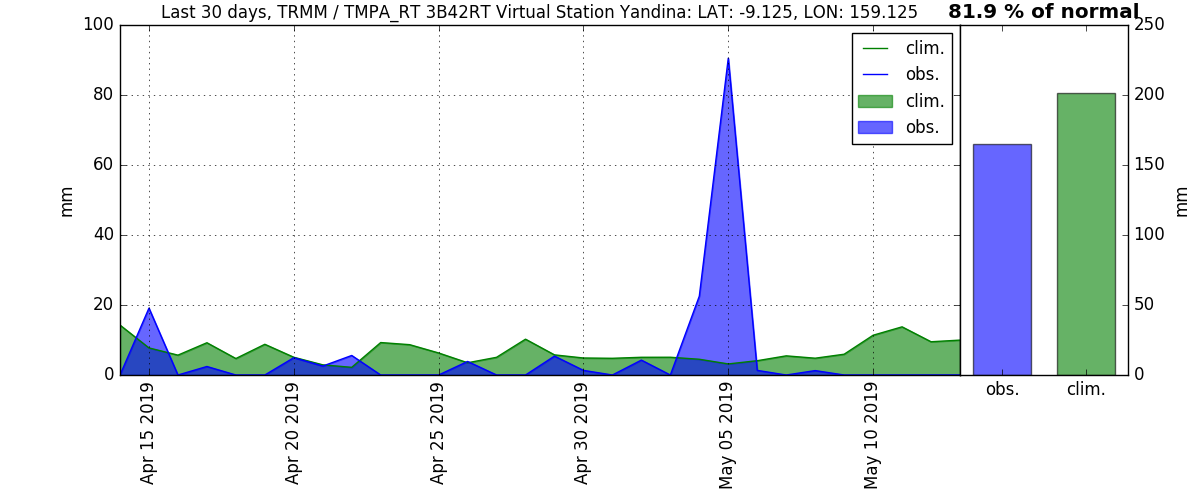 Last 30 days, TRMM / TMPA_RT 3B42RT Virtual Station Yandina: LAT: -9.125, LON: 159.125
81.9 % of normal
100
80
60
40
20
0
mm
clim.
obs.
clim.
obs.
250
200
150
100
50
0
mm
Apr 15 2019
Apr 20 2019
Apr 25 2019
Apr 30 2019
May 05 2019
May 10 2019
obs.
clim.